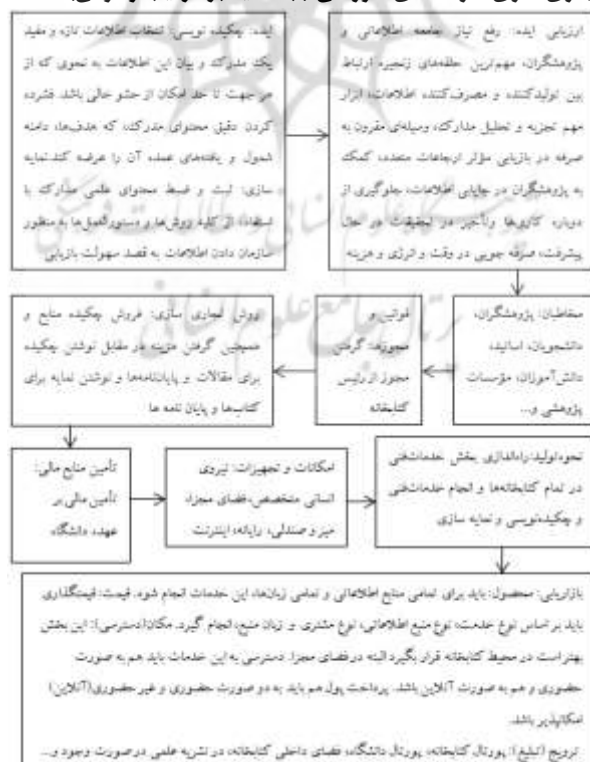 ایده: چکیده نویسی: انتخاب اطلاعات تازه و مفید
یک مدرک، و بیان این اطلاعات به نحوی که از
هر جهت تا حد امکان از حشو خالی باشد. فشرده
کردن دقیق محتوای مدرک، که هدف‌ها، دامنه
شمول و یافته‌های عمده آن را عرضه کند.نمایه
سازی: ثبت و ضبط محتوای علمی مدارک با
استفاده از کلیه روش‌ها و دستورالعمل‌ها به منظور
سازمان دادن اطلاعات به قصد سهولت بازیابی
ارزیابی ایده: رفع نیاز جامعه اطلاعاتی و
پژوهشگران، مهم‌ترین حلقه‌های زنجیره ارتباط
بین تولیدکننده و مصرف‌کننده اطلاعات، ابزار
مهم تجزیه و تحلیل مدارک، وسیله‌ای مقرون به
صرفه در بازیابی مؤثر ارجاعات متعدد، کمک
به پژوهشگران در جایابی اطلاعات، جلوگیری از
دوباره کاری‌ها و تأخیر در تحقیقات در حال
پیشرفت، صرفه جویی در وقت و انرژی و هزینه
مخاطبان: پژوهشگران،
دانشجویان، اساتید،
دانش‌آموزان، مؤسسات
پژوهشی و...
قوانین و
مجوزها: گرفتن
مجوز از رئیس
کتابخانه
روش تجاری سازی: فروش چکیده منابع و
همچنین گرفتن هزینه در مقابل نوشتن چکیده
برای مقالات و پایان‌نامه‌ها و نوشتن نمایه برای
کتاب‌ها و پایان نامه ها
تأمین منابع مالی:
تأمین مالی بر
عهده دانشگاه
امکانات و تجهیزات: نیروی
انسانی متخصص، فضای مجزا،
میز و صندلی، رایانه، اینترنت
نحوه تولید:راه‌اندازی بخش خدمات‌فنی
در تمام کتابخانه‌ها و انجام خدمات‌فنی
و چکیده‌نویسی و نمایه سازی
بازاریابی: محصول: باید برای تمامی منابع اطلاعاتی و تمامی زبان‌ها، این خدمات انجام شود. قیمت: قیمت‌گذاری
باید بر اساس نوع خدمت، نوع منبع اطلاعاتی، نوع مشتری و زبان منبع، انجام گیرد. مکان(دسترسی): این بخش
بهتر است در محیط کتابخانه قرار بگیرد البته در فضای مجزا. دسترسی به این خدمات باید هم به صورت
حضوری و هم به صورت آنلاین باشد. پرداخت پول هم باید به دو صورت حضوری و غیر حضوری(آنلاین)
امکانپذیر باشد.
ترویج (تبلیغ): پورتال کتابخانه، پورتال دانشگاه، فضای داخلی کتابخانه، در نشریه علمی درصورت وجود و...
پرتال جامع علوم انسانی